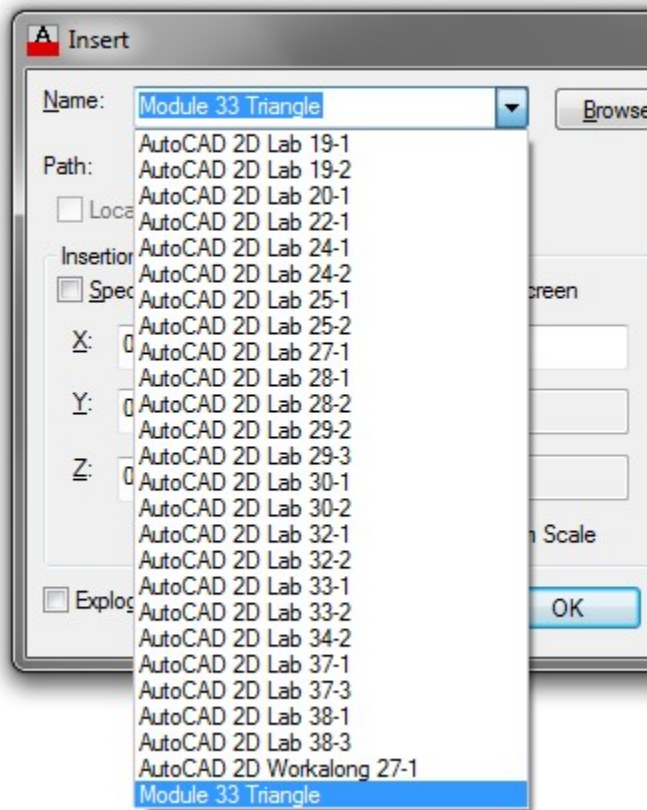 Insert
Name:
Module 33 Triangle
Browse
AutoCAD 2D Lab 19-1
AutoCAD 2D Lab 19-2
Path:
AutoCAD 2D Lab 20-1
AutoCAD 2D Lab 22-1
AutoCAD 2D Lab 24-1
AutoCAD 2D Lab 24-2
AutoCAD 2D Lab 25-1
AutoCAD 2D Lab 25-2
X:
AutoCAD 2D Lab 27-1
AutoCAD 2D Lab 28-1
Y:
AutoCAD 2D Lab 28-2
AutoCAD 2D Lab 29-2
AutoCAD 2D Lab 29-3
Z:
AutoCAD 2D Lab 30-1
AutoCAD 2D Lab 30-2
AutoCAD 2D Lab 32-1
Scale
AutoCAD 2D Lab 32-2
AutoCAD 2D Lab 33-1
AutoCAD 2D Lab 33-2
OK
AutoCAD 2D Lab 34-2
AutoCAD 2D Lab 37-1
AutoCAD 2D Lab 37-3
AutoCAD 2D Lab 38-1
AutoCAD 2D Lab 38-3
AutoCAD 2D Workalong 27-1
Module 33 Triangle